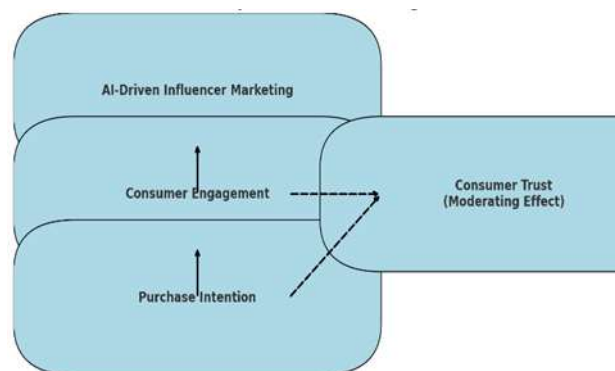 AI-Driven Influencer Marketing
Consumer Engagement
Consumer Trust
(Moderating Effect)
Purchase Intention